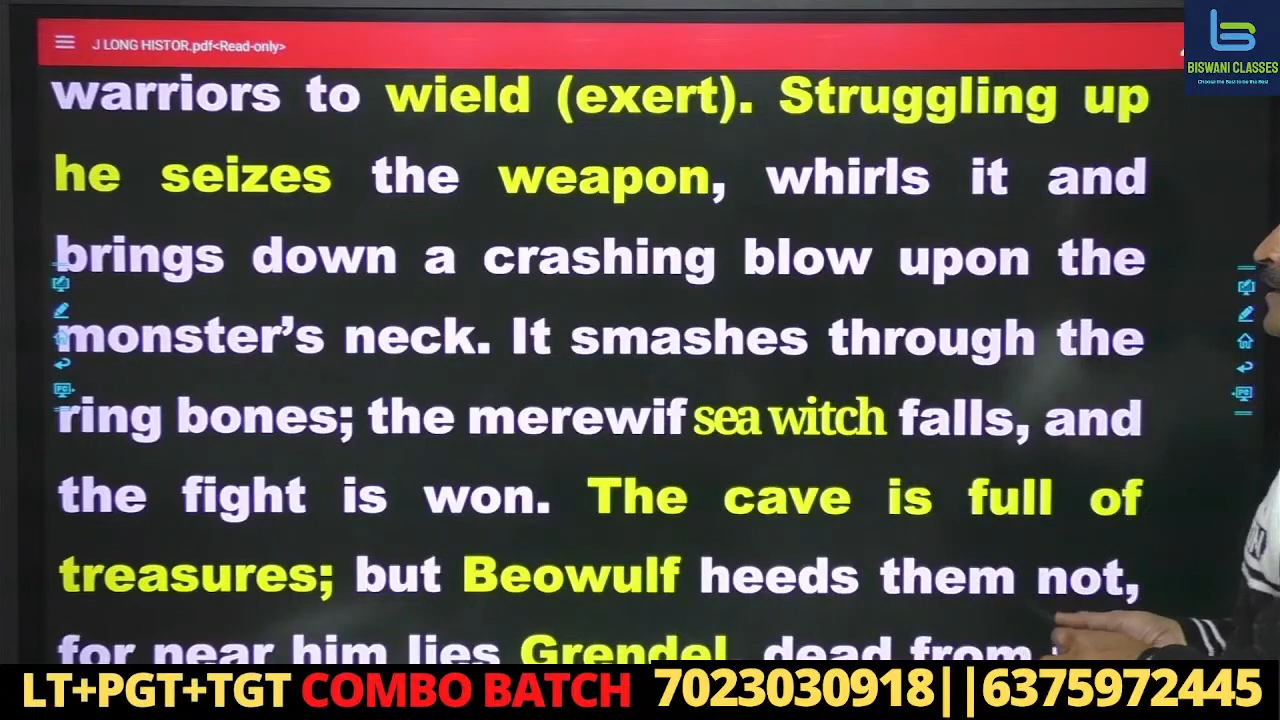 J LONG HISTOR.pdf<Read-only>
BISWANI CLASSES
warriors to wield (exert). Struggling up
he seizes the weapon, whirls it and
brings down a crashing blow upon the
monster's neck. It smashes through the
ring bones; the merewif sea witch falls, and
the fight is won. The cave is full of
treasures; but Beowulf heeds them not,
for near him lies Grendel, dead from
LT+PGT+TGT COMBO BATCH 7023030918||6375972445